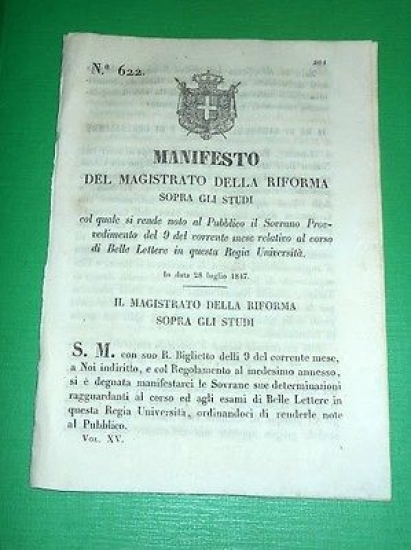 N.° 622.
201
MANIFESTO
DEL MAGISTRATO DELLA RIFORMA
SOPRA GLI STUDI
col quale si rende noto al Pubblico il Sovrano Prov-
vedimento del 9 del corrente mese relativo al corso
di Belle Lettere in questa Regia Università.
In data 28 luglio 1847.
IL MAGISTRATO DELLA RIFORMA
SOPRA GLI STUDI
S. M. con suo R. Biglietto delli 9 del corrente mese,
a Noi indiritto, e col Regolamento al medesimo annesso,
si è degnata manifestarci le Sovrane sue determinazioni
ragguardanti al corso ed agli esami di Belle Lettere in
questa Regia Università, ordinandoci di renderle note
al Pubblico.
Vol. XV.